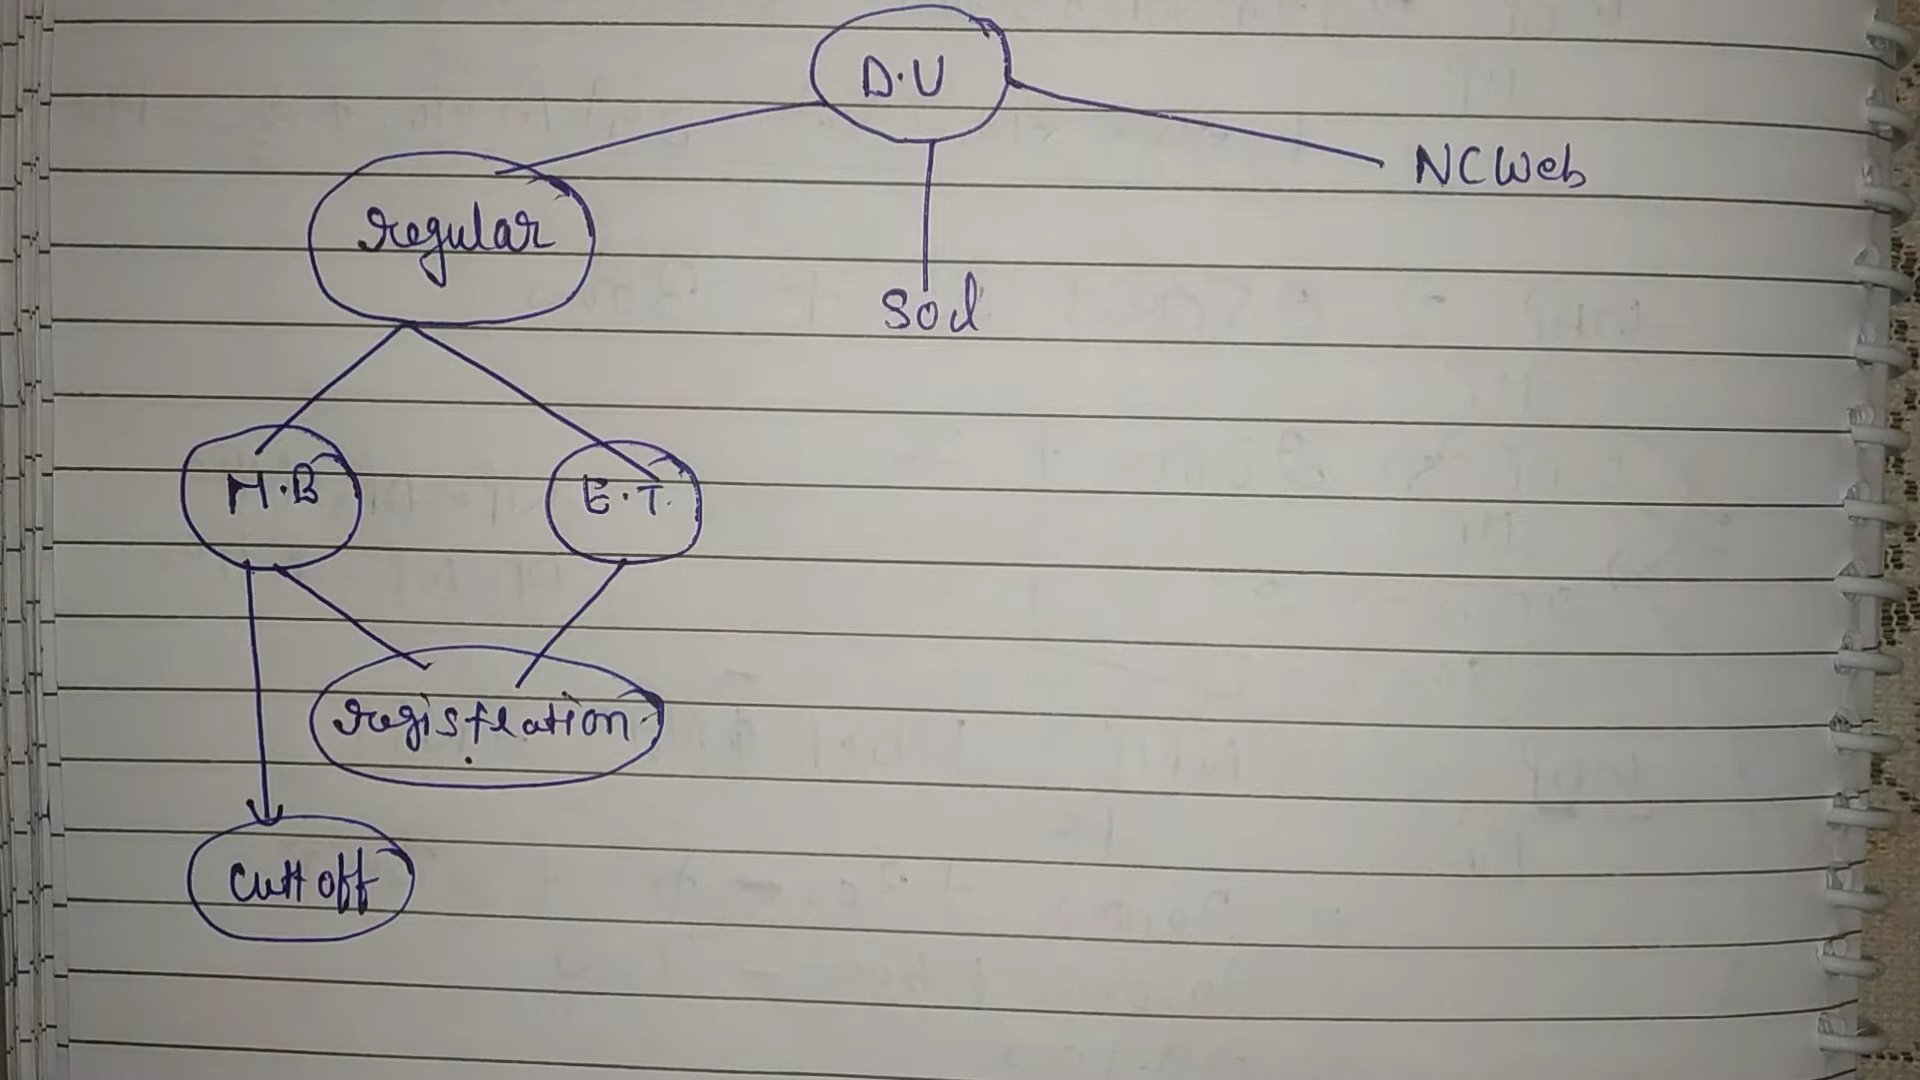 D.U
NCWeb
regular
Sol
M.B
E.T.
registration
Cutt off